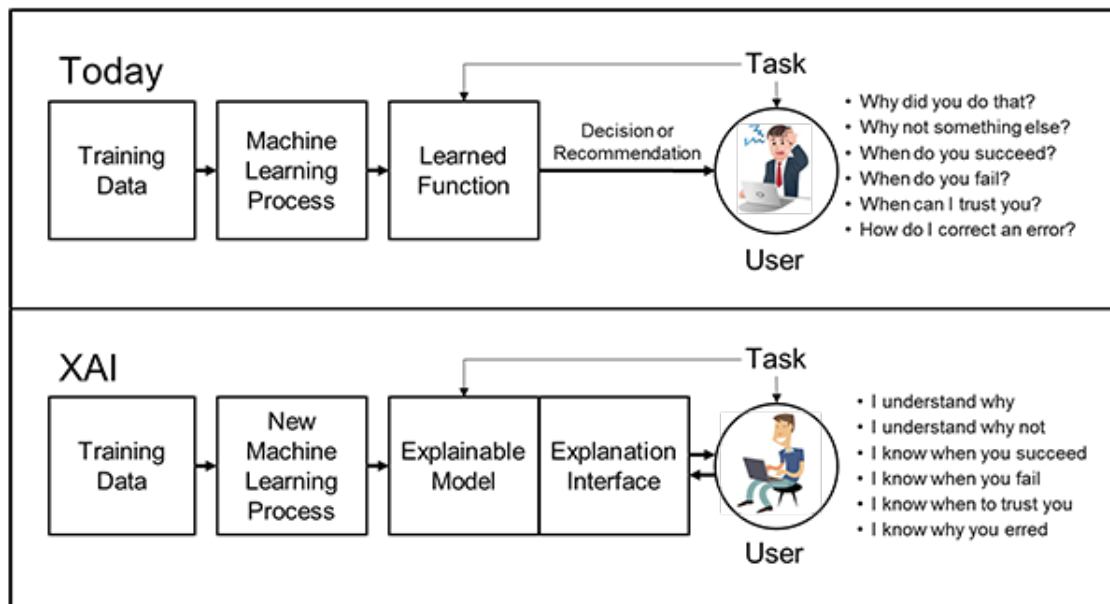 Today
Task
Training
Data
Machine
Learning
Process
Learned
Function
Decision or
Recommendation
User
• Why did you do that?
• Why not something else?
• When do you succeed?
• When do you fail?
• When can I trust you?
• How do I correct an error?
XAI
Task
Training
Data
New
Machine
Learning
Process
Explainable
Model
Explanation
Interface
User
• I understand why
• I understand why not
• I know when you succeed
• I know when you fail
• I know when to trust you
• I know why you erred